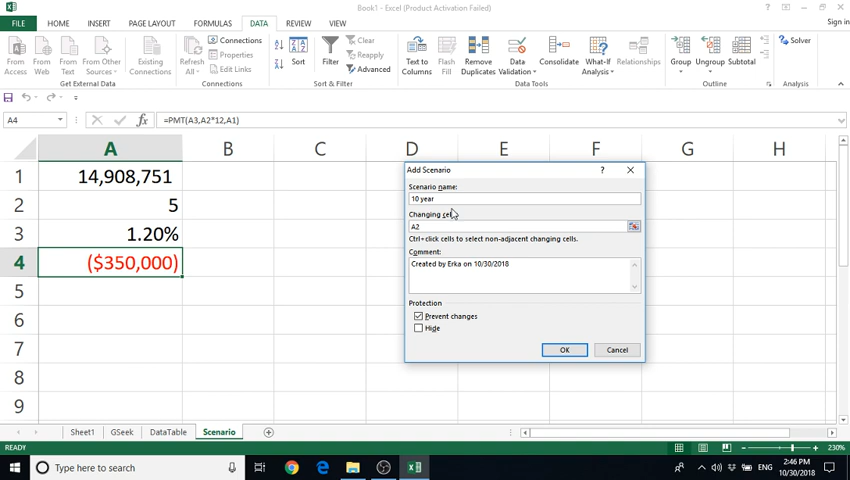 Book1 - Excel (Product Activation Failed)
FILE HOME INSERT PAGE LAYOUT FORMULAS DATA REVIEW VIEW Sign in
From Access
From Web
From Text
From Other Sources
Existing Connections
Refresh All
Connections
Properties
Edit Links
Sort
Filter
Clear
Reapply
Advanced
Text to Columns
Flash Fill
Remove Duplicates
Data Validation
Consolidate
What-If Analysis
Relationships
Group
Ungroup
Subtotal
Solver
Get External Data Connections Sort & Filter Data Tools Outline Analysis
A4 =PMT(A3,A2*12,A1)
A B C D E F G H
1 14,908,751
2 5
3 1.20%
4 ($350,000)
5
6
7
8
9
Add Scenario
Scenario name:
10 year
Changing cel
A2
Ctrl+click cells to select non-adjacent changing cells.
Comment:
Created by Erka on 10/30/2018
Protection
Prevent changes
Hide
OK Cancel
Sheet1 GSeek DataTable Scenario
READY 230%
Type here to search
ENG
2:46 PM
10/30/2018